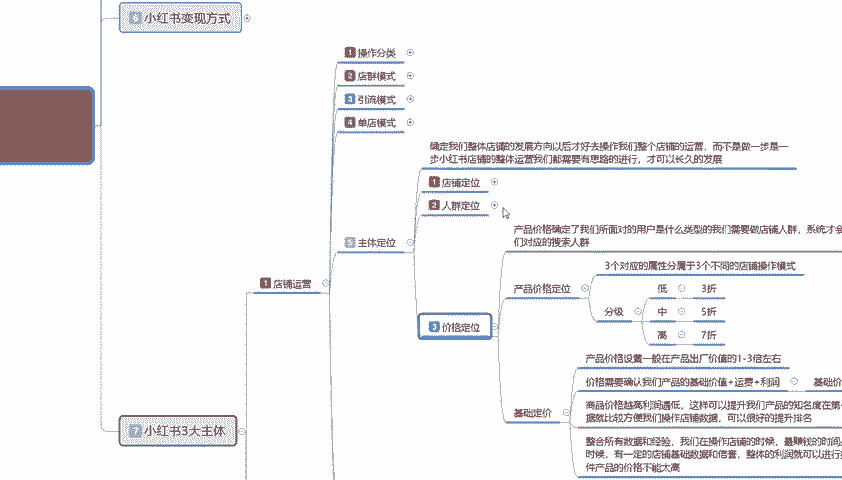 6 小红书变现方式
1 操作分类
2 店群模式
3 引流模式
4 单店模式
确定我们整体店铺的发展方向以后才好去操作我们整个店铺的运营，而不是做一步是一
步小红书店铺的整体运营我们都需要有思路的进行，才可以长久的发展
1 店铺定位
2 人群定位
产品价格确定了我们所面对的用户是什么类型的我们需要做店铺人群，系统才会
们对应的搜索人群
5 主体定位
3个对应的属性分属于3个不同的店铺操作模式
1 店铺运营
产品价格定位
低 3折
分级 中 5折
3 价格定位
高 7折
产品价格设置一般在产品出厂价值的1-3倍左右
价格需要确认我们产品的基础价值+运费+利润 基础价
商品价格越高利润遇低，这样可以提升我们产品的知名度在第
据就比较方便我们操作店铺数据，可以很好的提升排名
基础定价
7 小红书3大主体
整合所有数据和经验，我们在操作店铺的时候，最赚钱的时间
时候，有一定的店铺基础数据和信誉，整体的利润就可以进行
件产品的价格不能太高